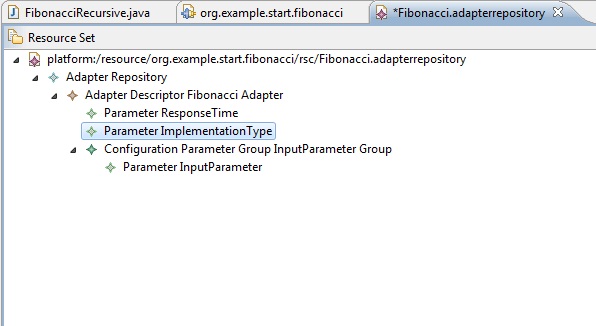 FibonacciRecursive.java
org.example.start.fibonacci
*Fibonacci.adapterrepository
Resource Set
platform:/resource/org.example.start.fibonacci/rsc/Fibonacci.adapterrepository
Adapter Repository
Adapter Descriptor Fibonacci Adapter
Parameter ResponseTime
Parameter ImplementationType
Configuration Parameter Group InputParameter Group
Parameter InputParameter